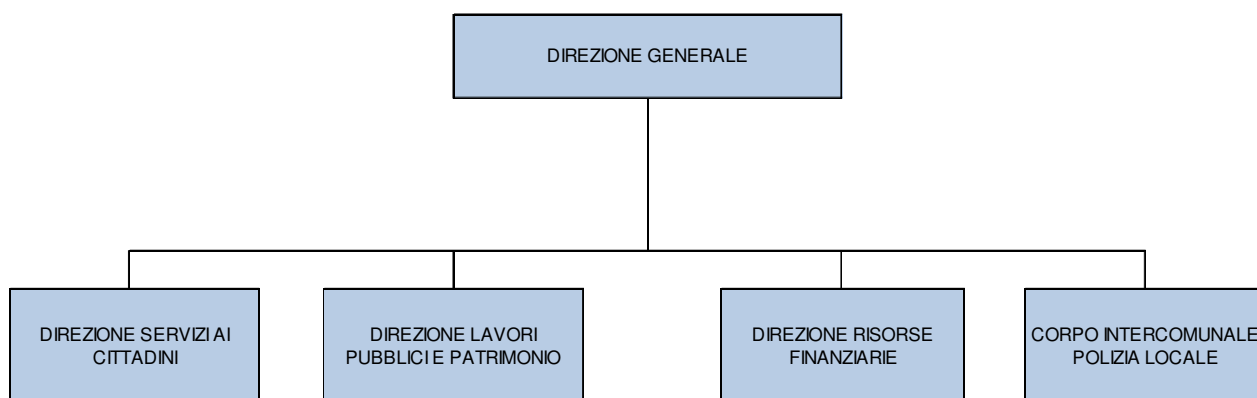 DIREZIONE GENERALE
DIREZIONE SERVIZI AI
CITTADINI
DIREZIONE LAVORI
PUBBLICI E PATRIMONIO
DIREZIONE RISORSE
FINANZIARIE
CORPO INTERCOMUNALE
POLIZIA LOCALE